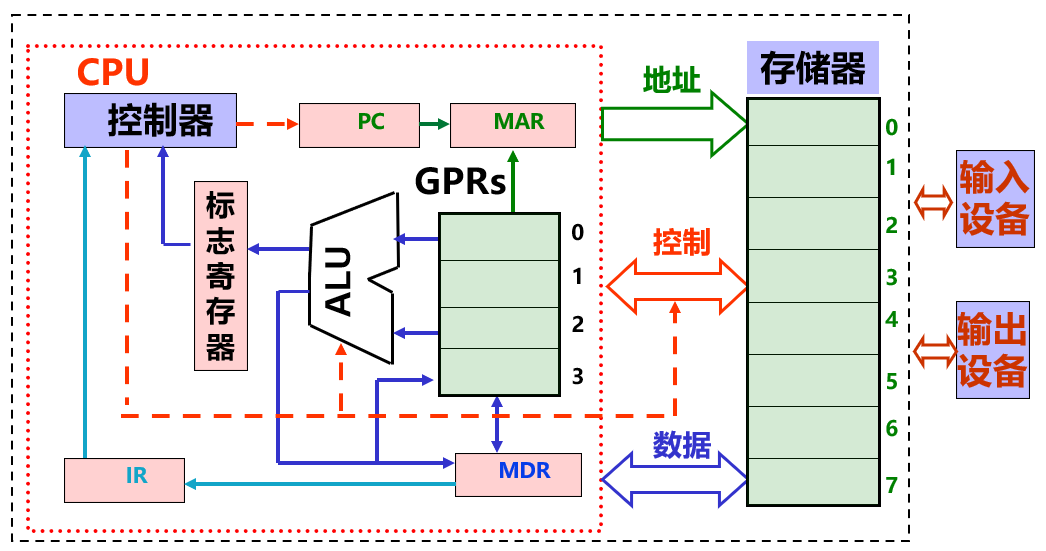 CPU
控制器
PC
MAR
地址
存储器
0
1
2
3
4
5
6
7
GPRs
0
1
2
3
标
志
寄
存
器
ALU
控制
输入
设备
输出
设备
数据
IR
MDR